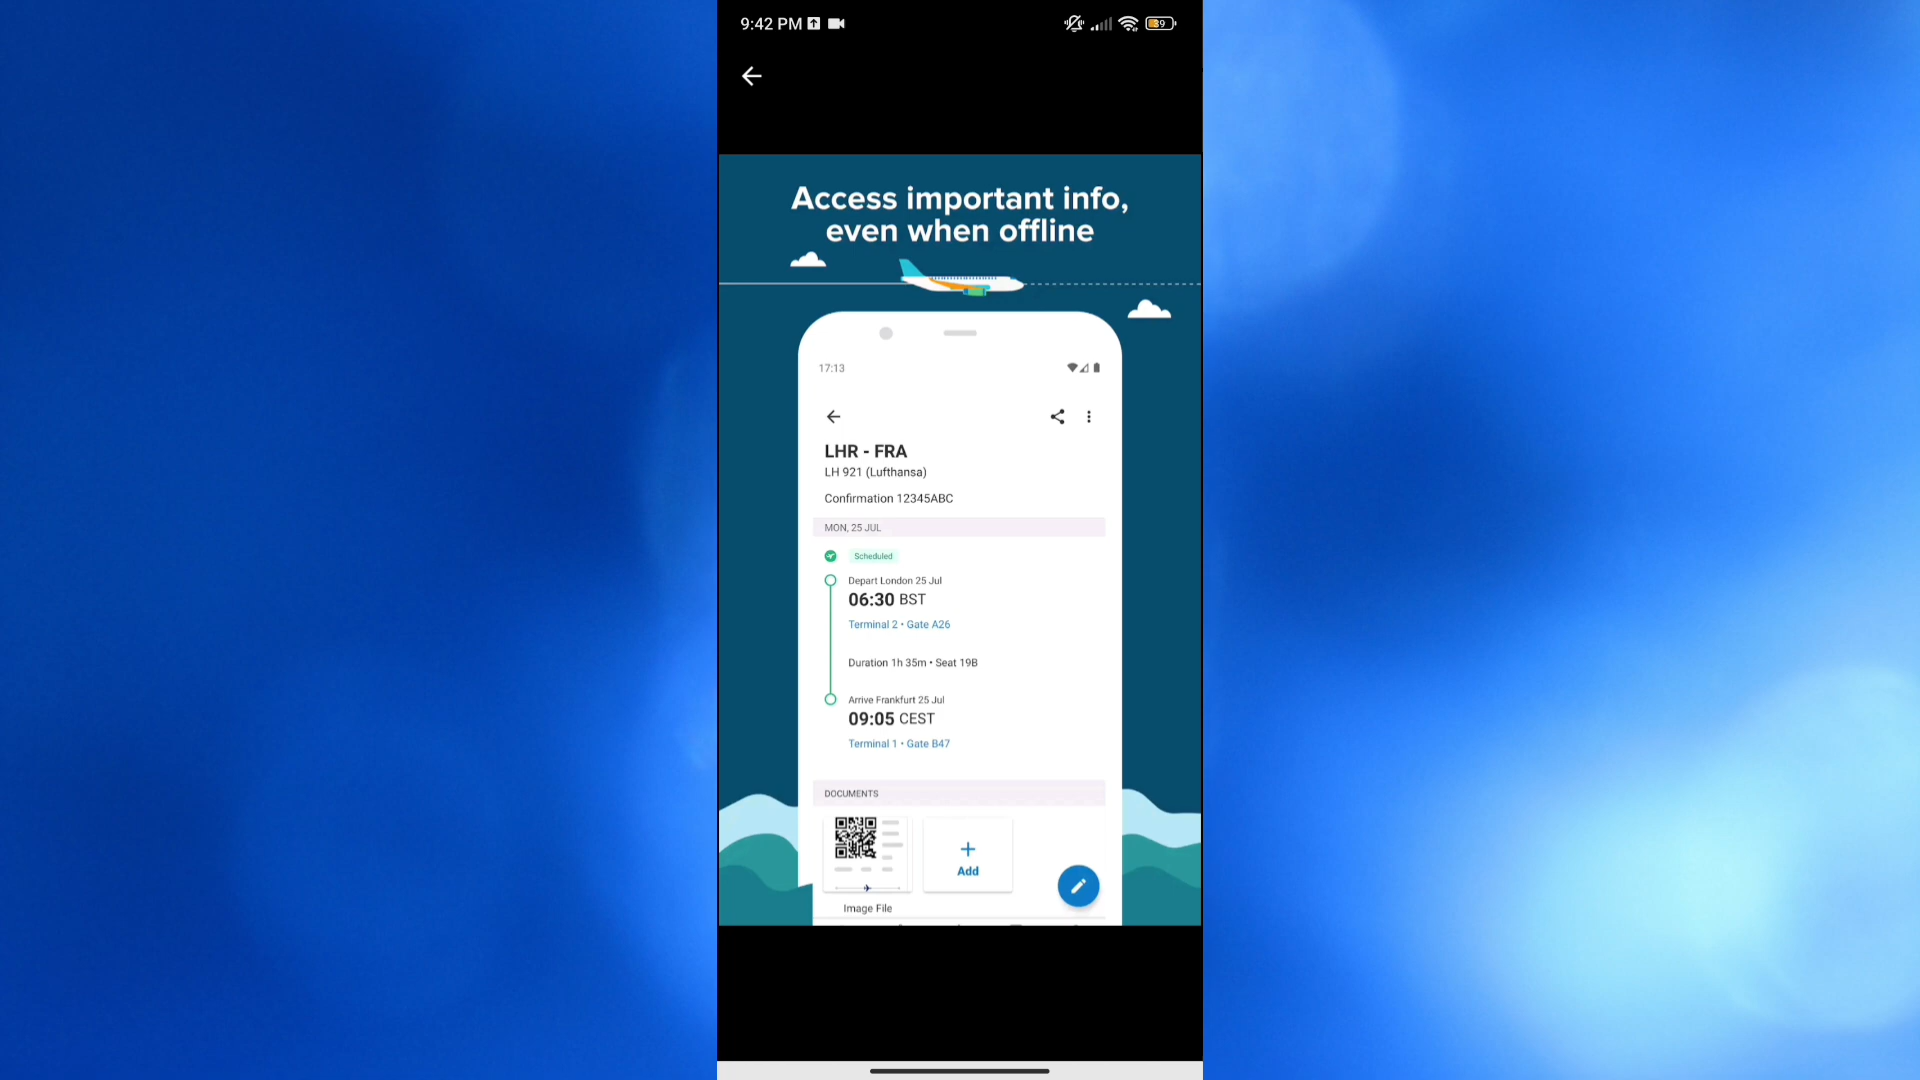 9:42 PM
39
Access important info,
even when offline
17:13
LHR - FRA
LH 921 (Lufthansa)
Confirmation 12345ABC
MON, 25 JUL
Scheduled
Depart London 25 Jul
06:30 BST
Terminal 2 • Gate A26
Duration 1h 35m • Seat 19B
Arrive Frankfurt 25 Jul
09:05 CEST
Terminal 1 • Gate B47
DOCUMENTS
Add
Image File